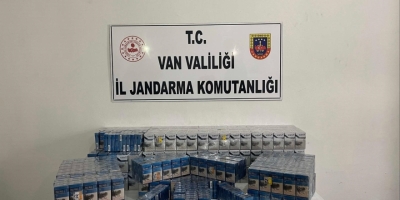 T.C.
VAN VALİLİĞİ
İL JANDARMA KOMUTANLIĞI